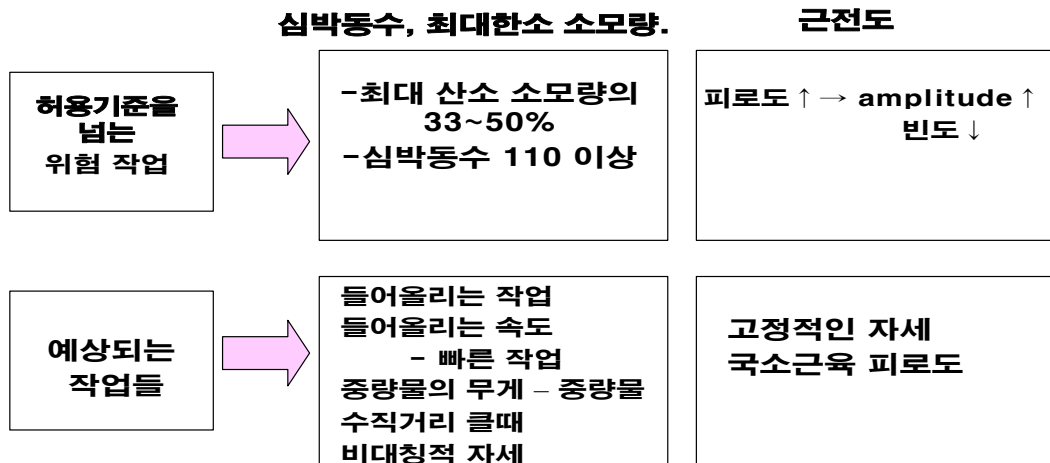 심박동수, 최대한소 소모량.
근전도
허용기준을
넘는
위험 작업
-최대 산소 소모량의
33~50%
-심박동수 110 이상
피로도 ↑ → amplitude ↑
빈도 ↓
예상되는
작업들
들어올리는 작업
들어올리는 속도
- 빠른 작업
중량물의 무게 – 중량물
수직거리 클때
비대칭적 자세
고정적인 자세
국소근육 피로도